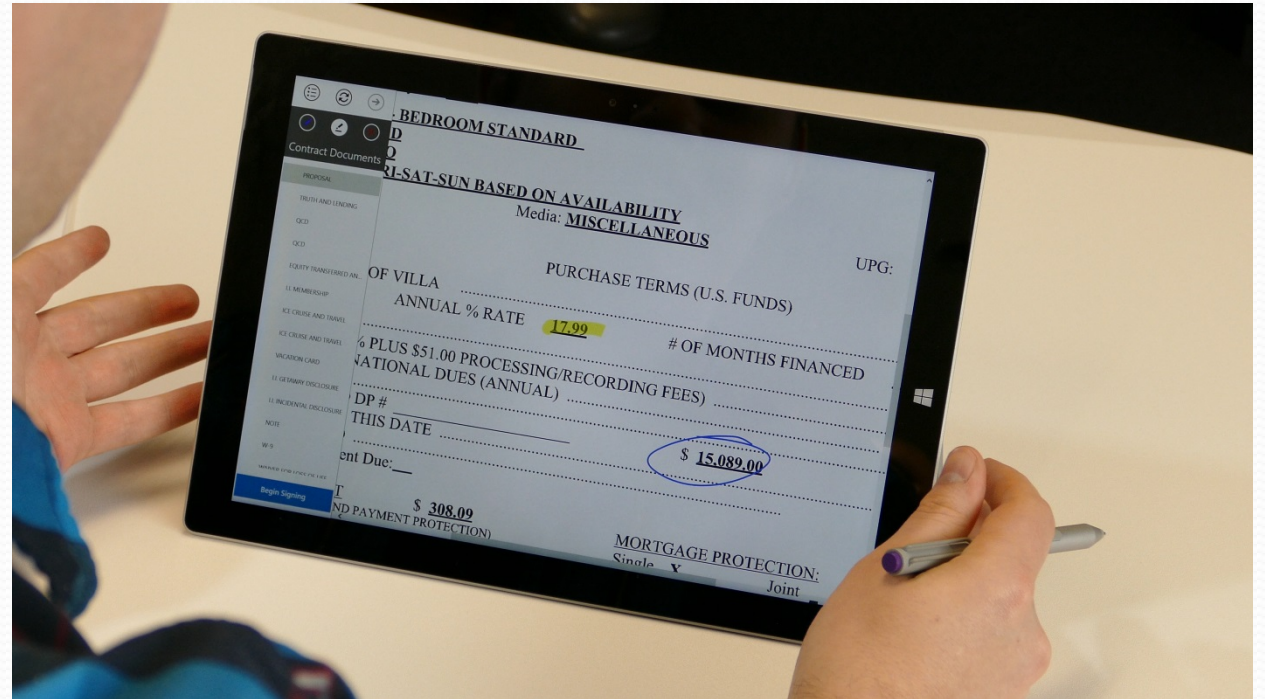 Contract Documents
PROPOSAL
TRUTH AND LENDING
QCD
QCD
EQUITY TRANSFERRED AN...
I.I. MEMBERSHIP
ICE CRUISE AND TRAVEL
ICE CRUISE AND TRAVEL
VACATION CARD
I.I. GETAWAY DISCLOSURE
I.I. INCIDENTAL DISCLOSURE
NOTE
W-9
Begin Signing
BEDROOM STANDARD
D
O
RI-SAT-SUN BASED ON AVAILABILITY
Media: MISCELLANEOUS
UPG:
PURCHASE TERMS (U.S. FUNDS)
OF VILLA
ANNUAL % RATE 17.99 # OF MONTHS FINANCED
% PLUS $51.00 PROCESSING/RECORDING FEES)
NATIONAL DUES (ANNUAL)
DP #
THIS DATE $ 15,089.00
ent Due:
T $ 308.09
ND PAYMENT PROTECTION)
MORTGAGE PROTECTION:
Single X Joint